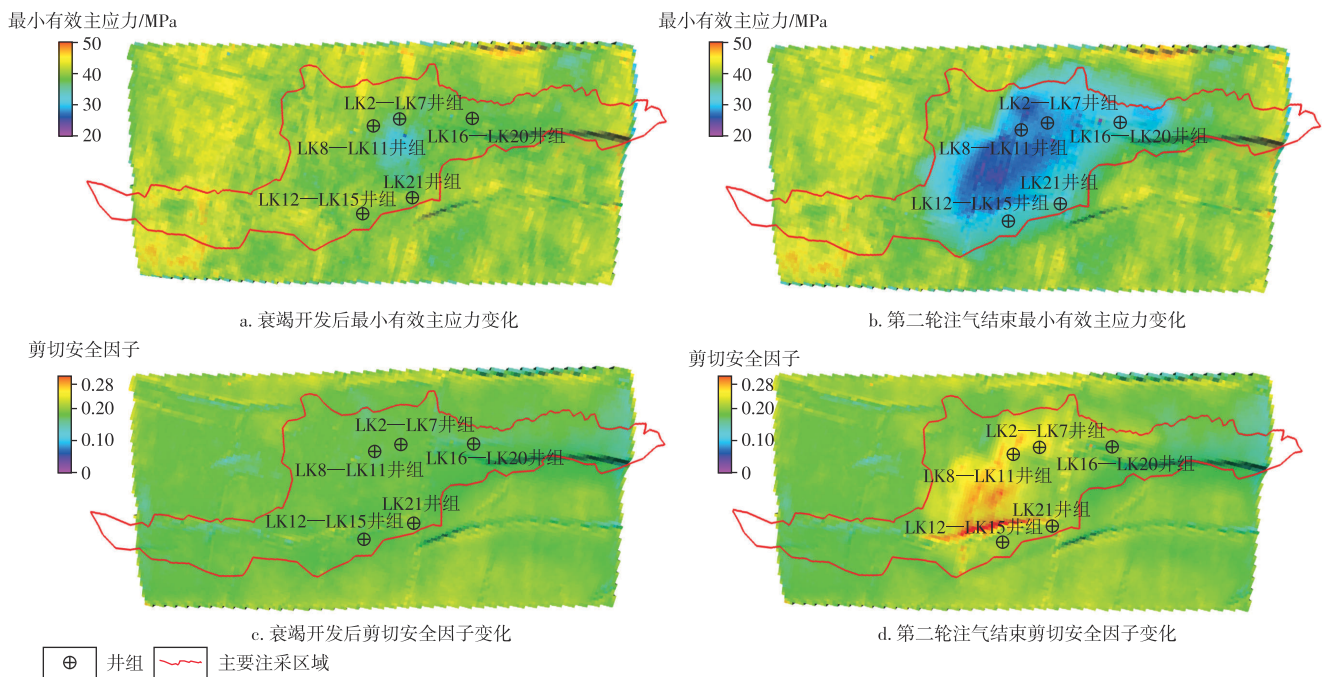 最小有效主应力/MPa
50
40
30
20
LK2—LK7井组
LK16—LK20井组
LK8—LK11井组
LK21井组
LK12—LK15井组
a. 衰竭开发后最小有效主应力变化
最小有效主应力/MPa
50
40
30
20
LK2—LK7井组
LK16—LK20井组
LK8—LK11井组
LK21井组
LK12—LK15井组
b. 第二轮注气结束最小有效主应力变化
剪切安全因子
0.28
0.20
0.10
0
LK2—LK7井组
LK16—LK20井组
LK8—LK11井组
LK21井组
LK12—LK15井组
c. 衰竭开发后剪切安全因子变化
剪切安全因子
0.28
0.20
0.10
0
LK2—LK7井组
LK16—LK20井组
LK8—LK11井组
LK21井组
LK12—LK15井组
d. 第二轮注气结束剪切安全因子变化
井组 主要注采区域